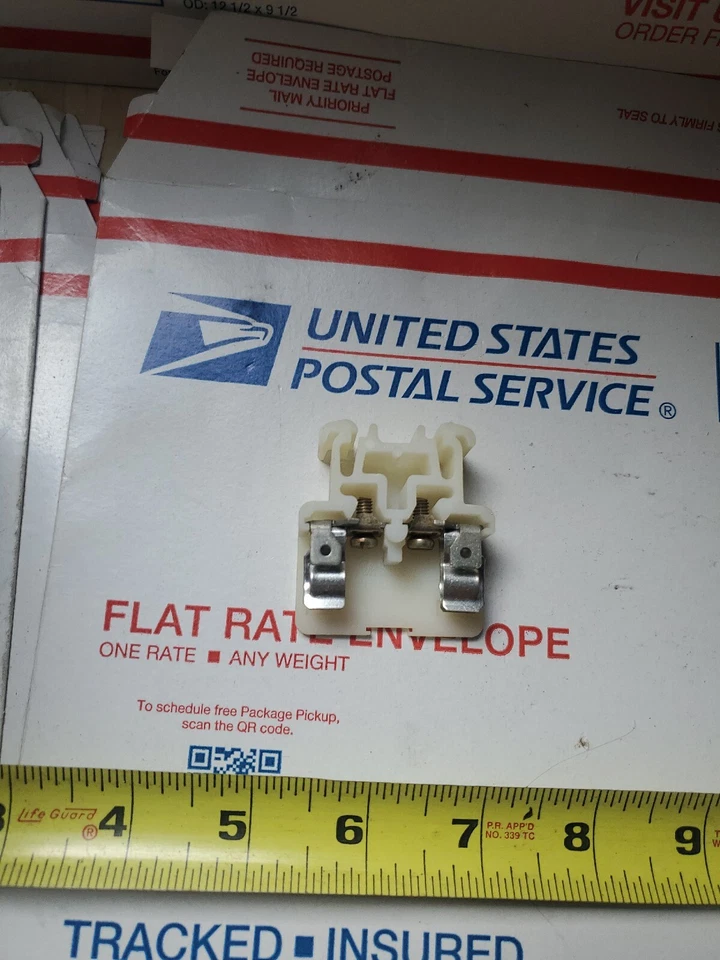 OD: 12 1/2 x 9 1/2
VISIT
ORDER F
PRIORITY MAIL
FLAT RATE ENVELOPE
POSTAGE REQUIRED
FIRMLY TO SEAL
UNITED STATES
POSTAL SERVICE®
FLAT RATE ENVELOPE
ONE RATE ■ ANY WEIGHT
To schedule free Package Pickup,
scan the QR code.
3 Life Guard ® 4 5 6 7 P.R. APP'D NO. 339 TC 8 9
TRACKED ■ INSURED